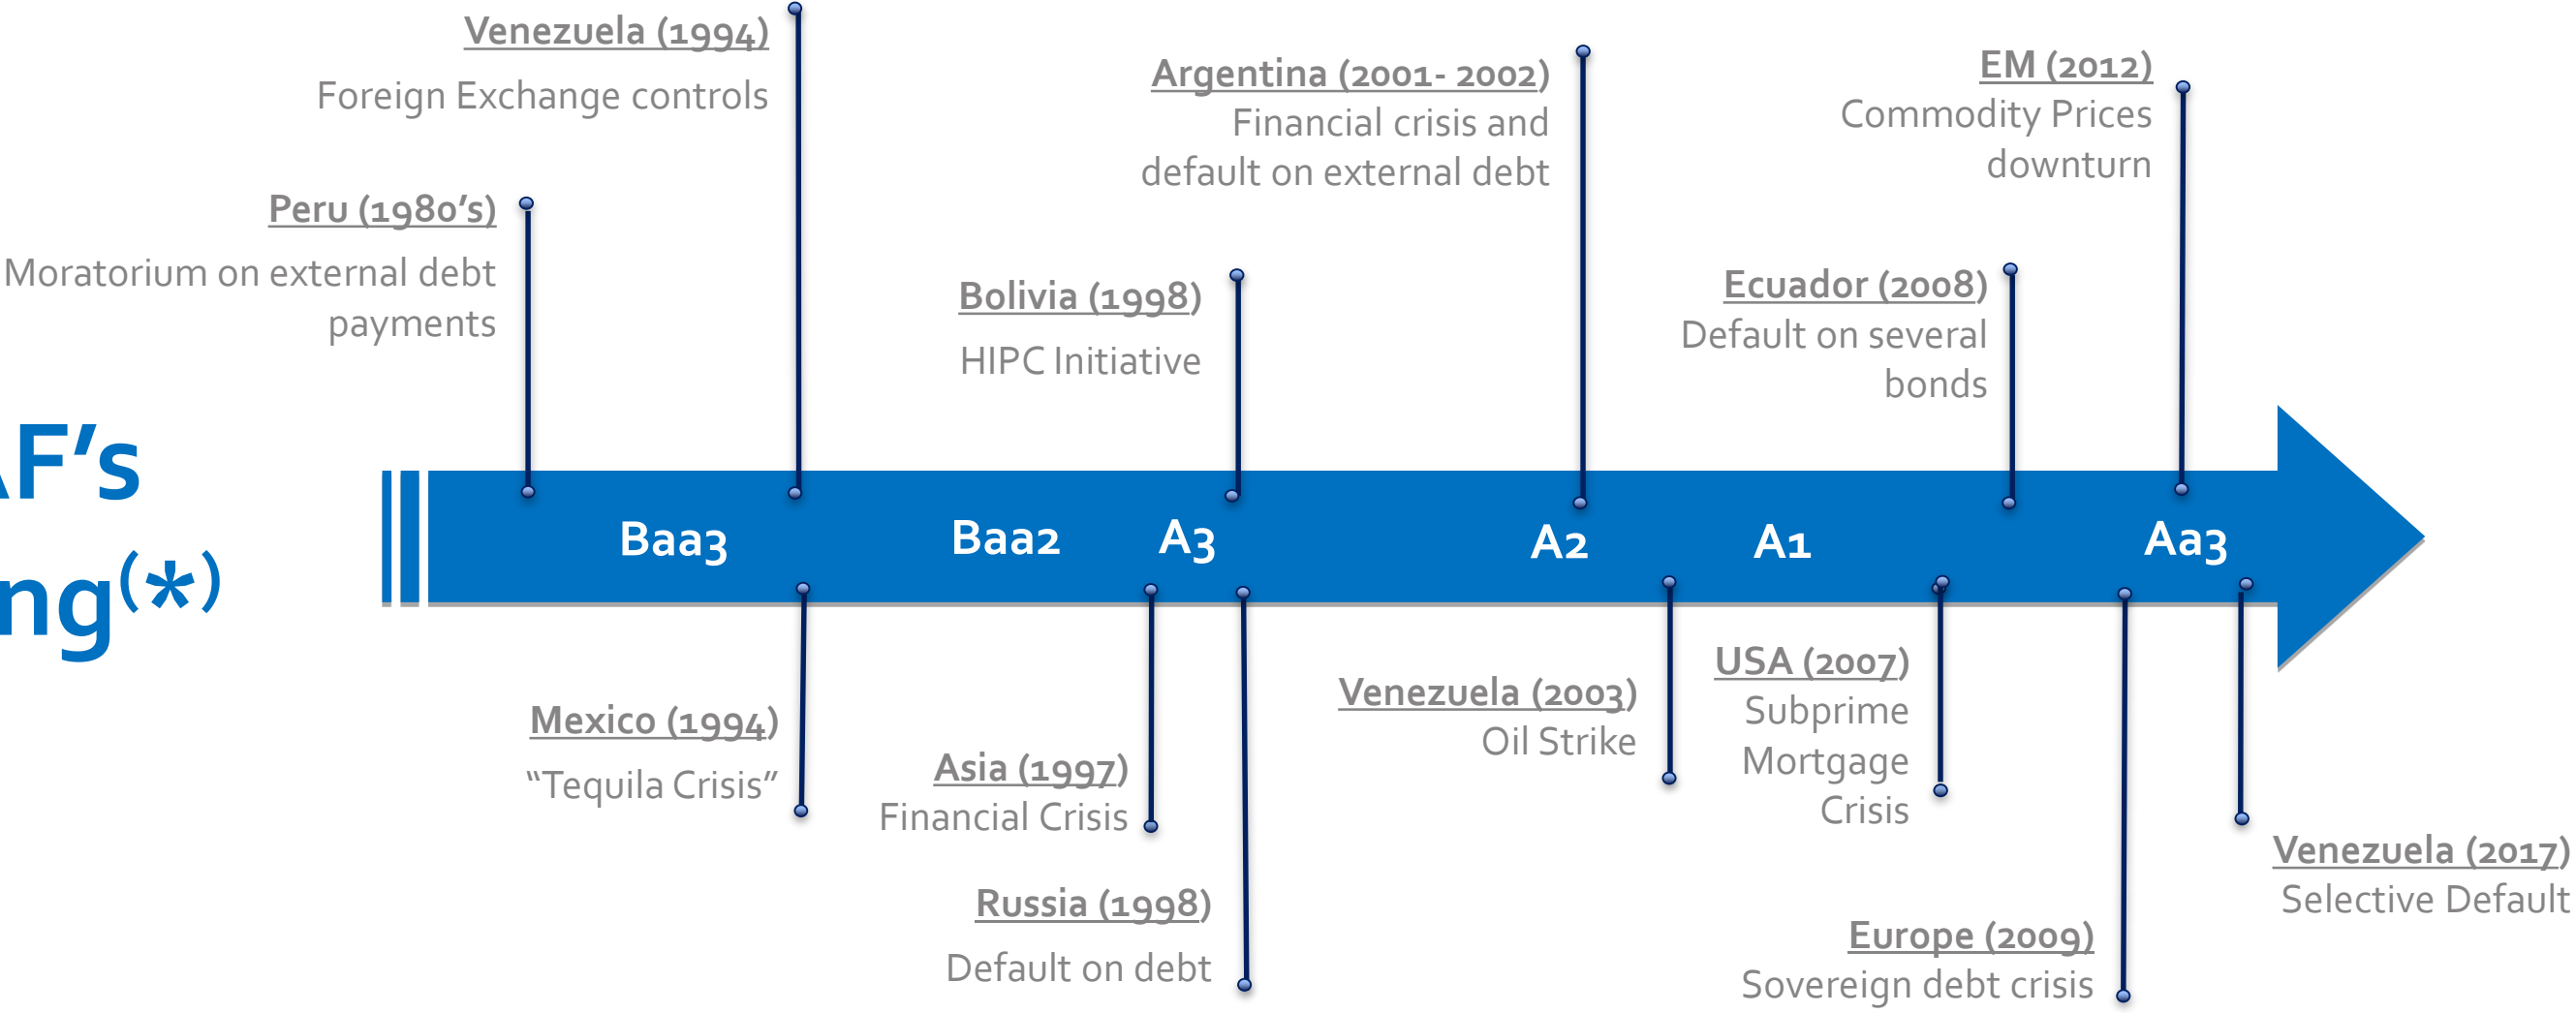 Venezuela (1994)
Foreign Exchange controls
Peru (1980’s)
Moratorium on external debt
payments
Argentina (2001- 2002)
Financial crisis and
default on external debt
Bolivia (1998)
HIPC Initiative
EM (2012)
Commodity Prices
downturn
Ecuador (2008)
Default on several
bonds
AF’s
ng(*)
Baa3 Baa2 A3 A2 A1 Aa3
Mexico (1994)
“Tequila Crisis”
Asia (1997)
Financial Crisis
Russia (1998)
Default on debt
Venezuela (2003)
Oil Strike
USA (2007)
Subprime
Mortgage
Crisis
Europe (2009)
Sovereign debt crisis
Venezuela (2017)
Selective Default